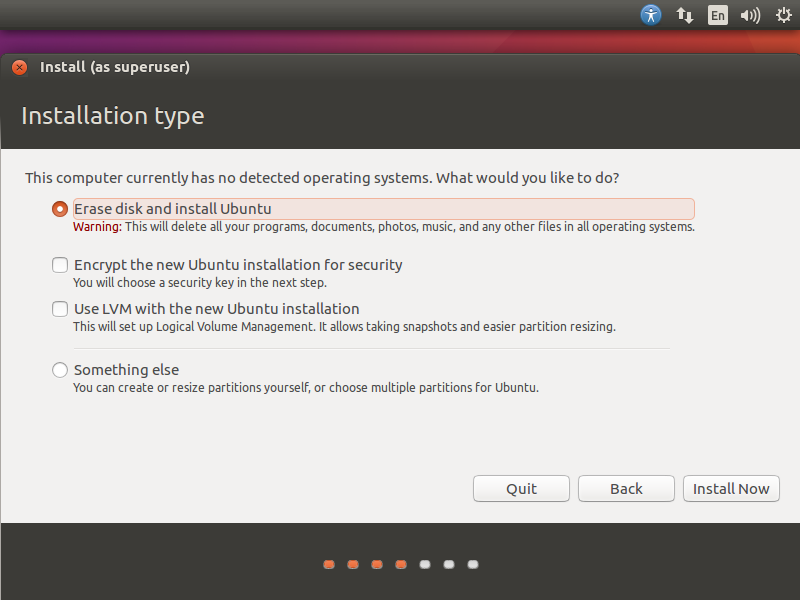 En
Install (as superuser)
Installation type
This computer currently has no detected operating systems. What would you like to do?
Erase disk and install Ubuntu
Warning: This will delete all your programs, documents, photos, music, and any other files in all operating systems.
Encrypt the new Ubuntu installation for security
You will choose a security key in the next step.
Use LVM with the new Ubuntu installation
This will set up Logical Volume Management. It allows taking snapshots and easier partition resizing.
Something else
You can create or resize partitions yourself, or choose multiple partitions for Ubuntu.
Quit Back Install Now